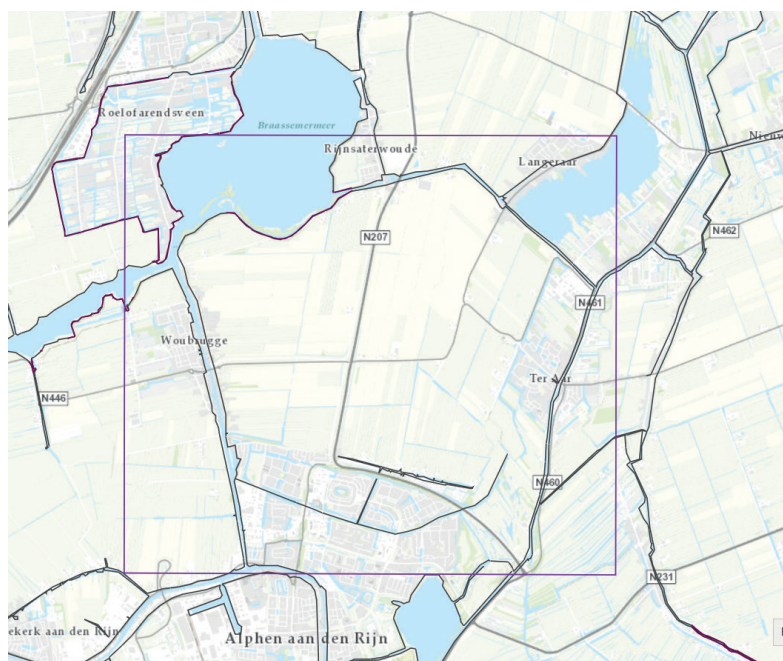 Roelofarendsveen
Braassemermeer
Rijnsaterwoude
Langeraar
Nieuw
N207
N462
N461
Woubrugge
Ter Aar
N446
N460
N231
ekerk aan den Rijn
Alphen aan den Rijn